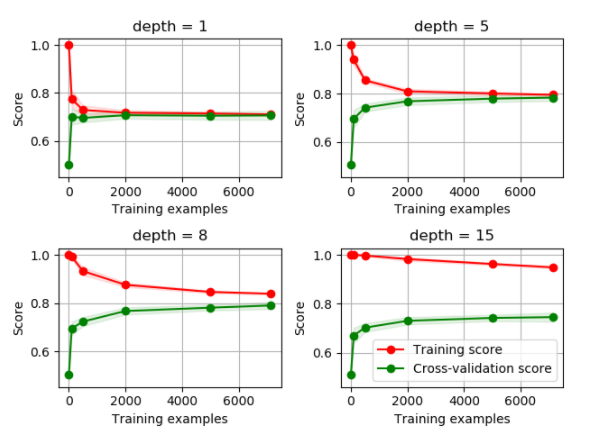 depth = 1
1.0
0.8
0.6
Score
0 2000 4000 6000
Training examples
depth = 5
1.0
0.8
0.6
Score
0 2000 4000 6000
Training examples
depth = 8
1.0
0.8
0.6
Score
0 2000 4000 6000
Training examples
depth = 15
1.0
0.8
0.6
Score
Training score
Cross-validation score
0 2000 4000 6000
Training examples